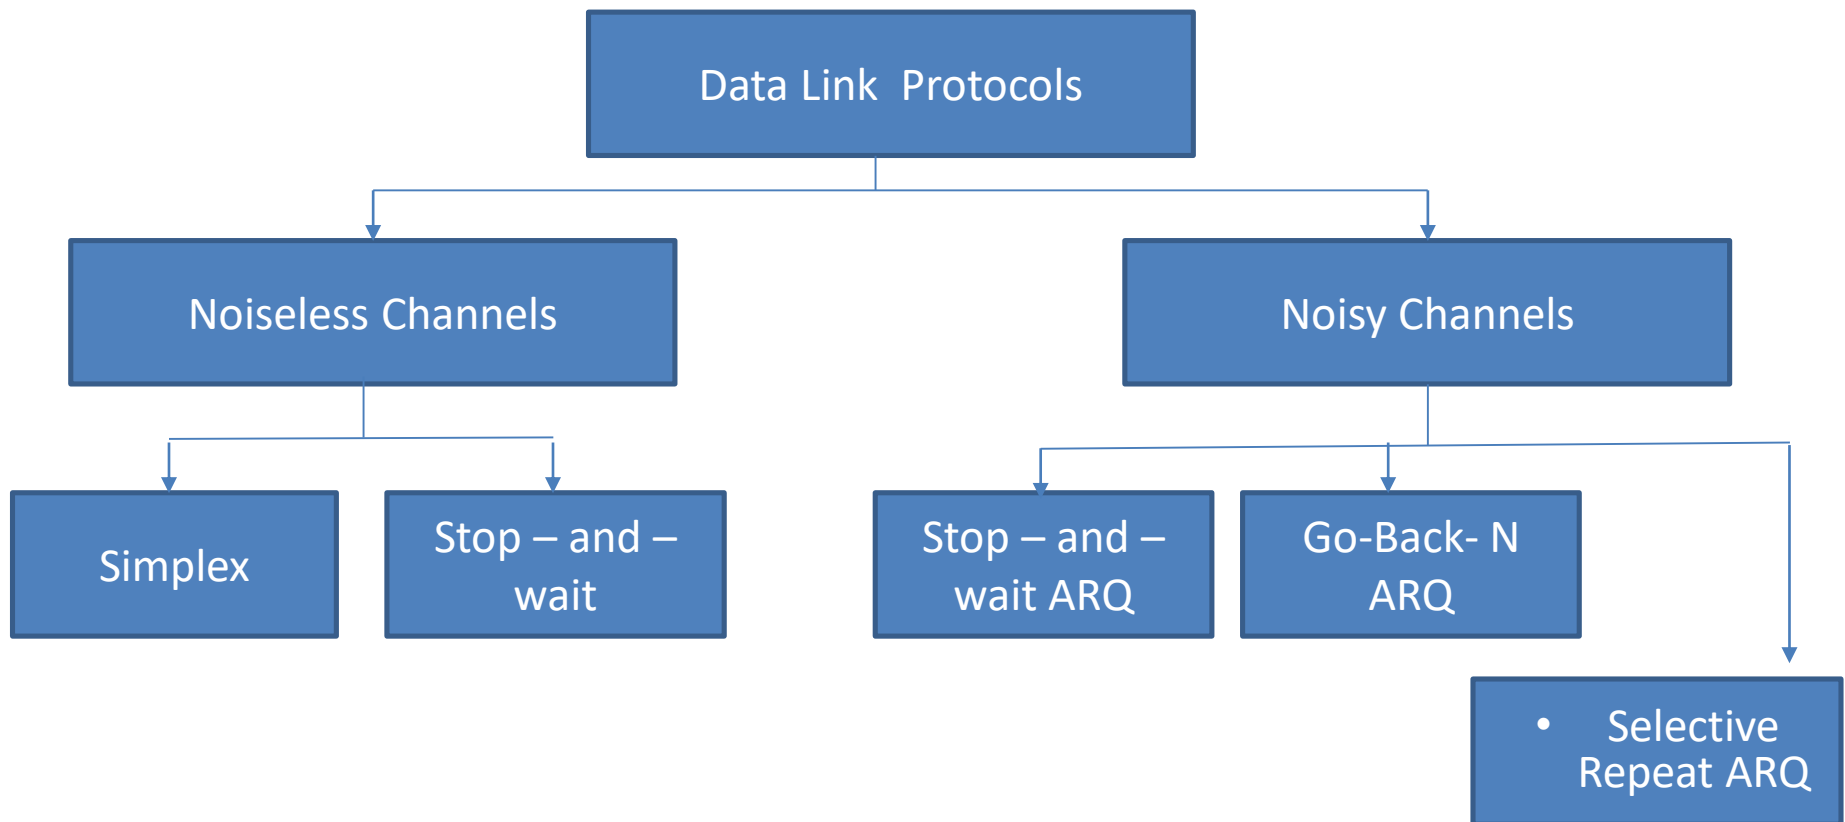 Data Link  Protocols
Noiseless Channels
Noisy Channels
Simplex
Stop – and –
wait
Stop – and –
wait ARQ
Go-Back- N
ARQ
• Selective
Repeat ARQ